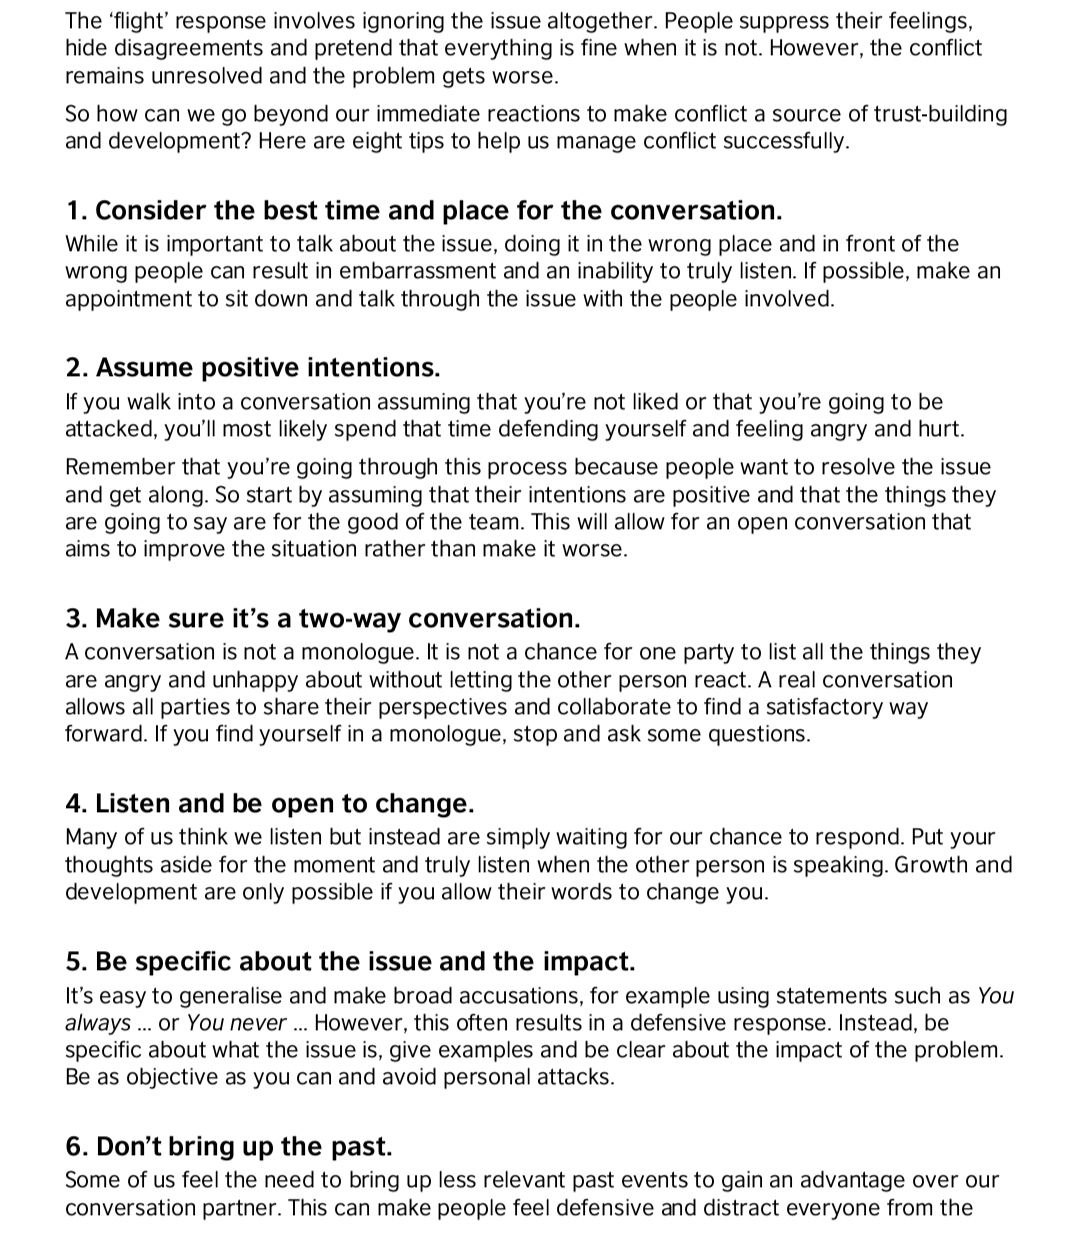 The ‘flight’ response involves ignoring the issue altogether. People suppress their feelings,
hide disagreements and pretend that everything is fine when it is not. However, the conflict
remains unresolved and the problem gets worse.
So how can we go beyond our immediate reactions to make conflict a source of trust-building
and development? Here are eight tips to help us manage conflict successfully.
1. Consider the best time and place for the conversation.
While it is important to talk about the issue, doing it in the wrong place and in front of the
wrong people can result in embarrassment and an inability to truly listen. If possible, make an
appointment to sit down and talk through the issue with the people involved.
2. Assume positive intentions.
If you walk into a conversation assuming that you’re not liked or that you’re going to be
attacked, you’ll most likely spend that time defending yourself and feeling angry and hurt.
Remember that you’re going through this process because people want to resolve the issue
and get along. So start by assuming that their intentions are positive and that the things they
are going to say are for the good of the team. This will allow for an open conversation that
aims to improve the situation rather than make it worse.
3. Make sure it’s a two-way conversation.
A conversation is not a monologue. It is not a chance for one party to list all the things they
are angry and unhappy about without letting the other person react. A real conversation
allows all parties to share their perspectives and collaborate to find a satisfactory way
forward. If you find yourself in a monologue, stop and ask some questions.
4. Listen and be open to change.
Many of us think we listen but instead are simply waiting for our chance to respond. Put your
thoughts aside for the moment and truly listen when the other person is speaking. Growth and
development are only possible if you allow their words to change you.
5. Be specific about the issue and the impact.
It’s easy to generalise and make broad accusations, for example using statements such as You
always ... or You never ... However, this often results in a defensive response. Instead, be
specific about what the issue is, give examples and be clear about the impact of the problem.
Be as objective as you can and avoid personal attacks.
6. Don’t bring up the past.
Some of us feel the need to bring up less relevant past events to gain an advantage over our
conversation partner. This can make people feel defensive and distract everyone from the